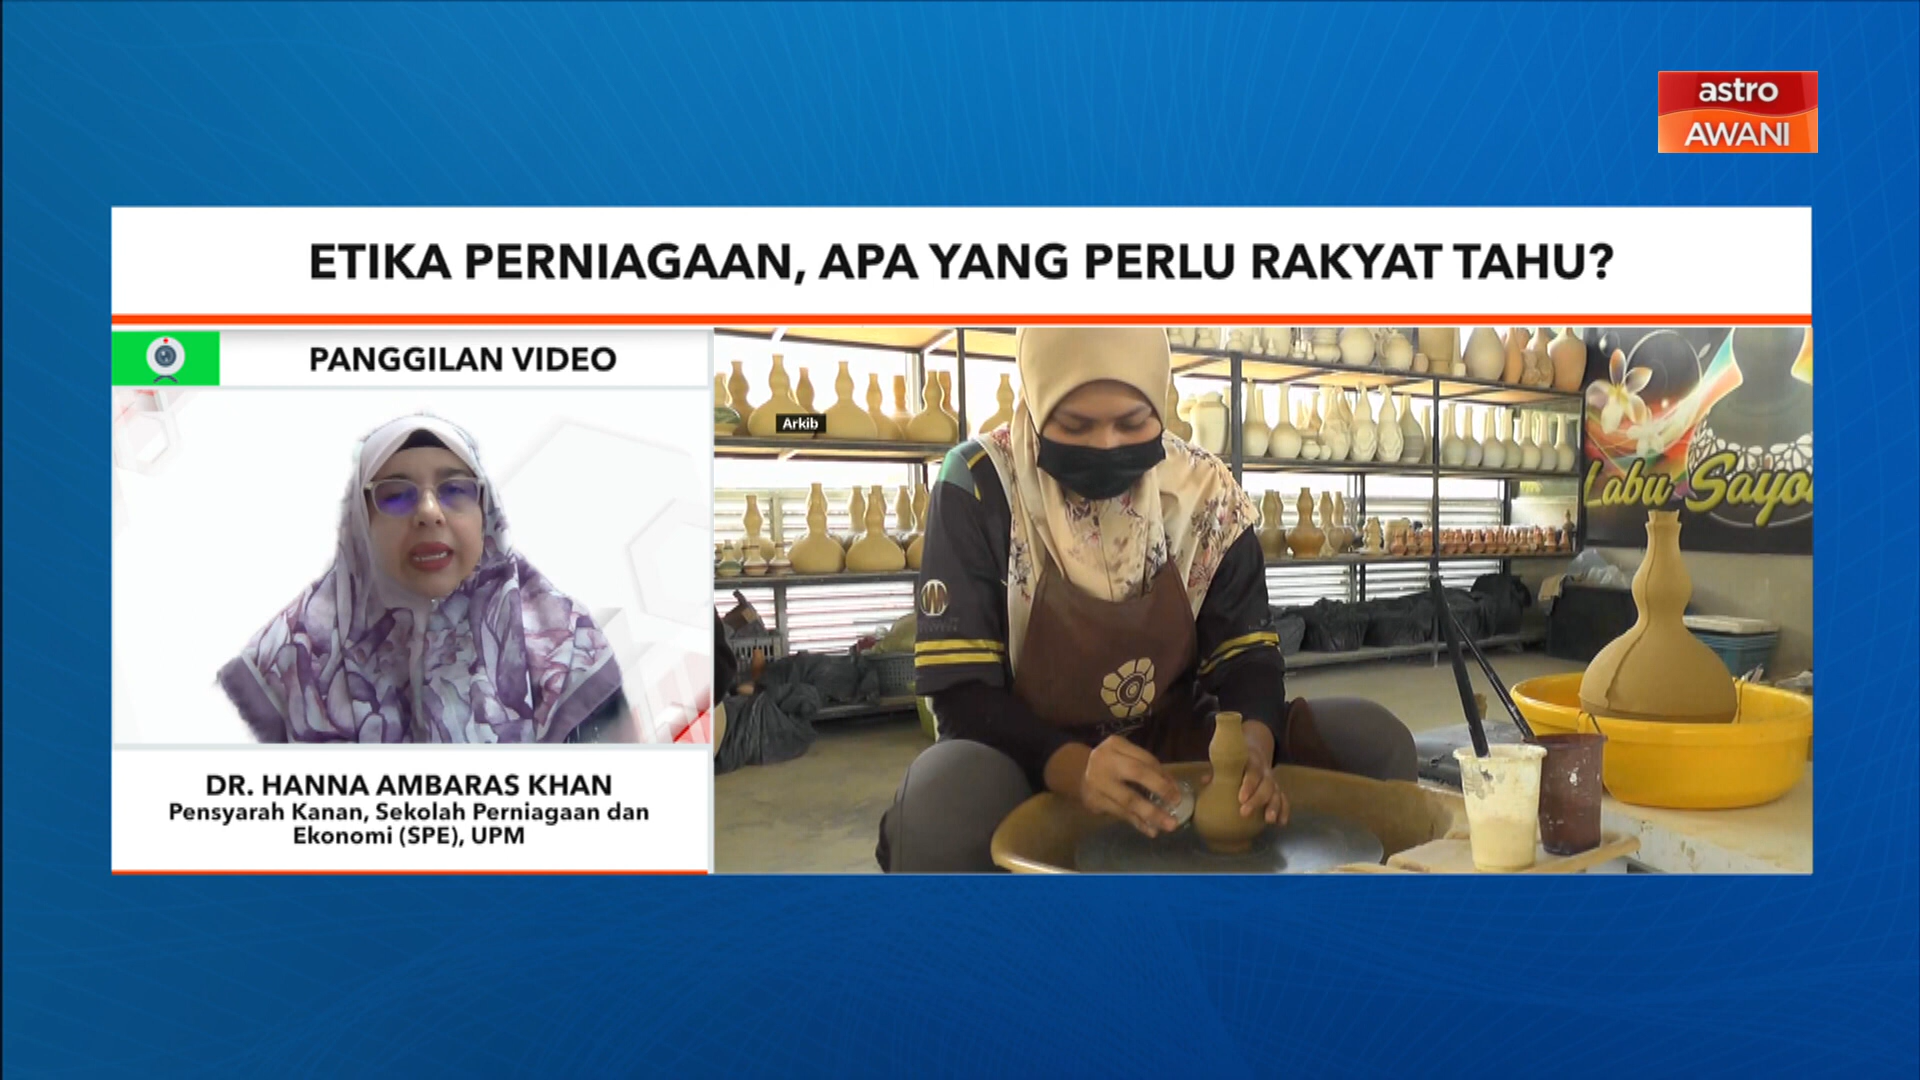 astro
AWANI
ETIKA PERNIAGAAN, APA YANG PERLU RAKYAT TAHU?
PANGGILAN VIDEO
Arkib
Labu Sayo
DR. HANNA AMBARAS KHAN
Pensyarah Kanan, Sekolah Perniagaan dan
Ekonomi (SPE), UPM